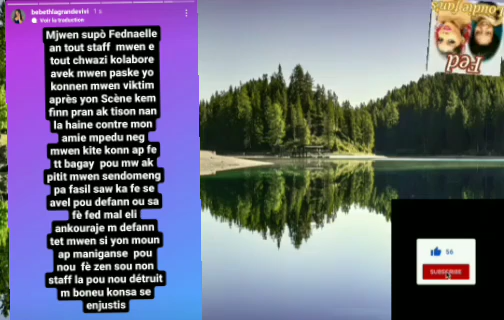 bebethlagrandevivi 1 s
Voir la traduction
Mjwen supò Fednaelle
an tout staff mwen e
tout chwazi kolabore
avek mwen paske yo
konnen mwen viktim
après yon Scène kem
finn pran ak tison nan
la haine contre mon
amie mpedu neg
mwen kite konn ap fe
tt bagay pou mw ak
pitit mwen sendomeng
pa fasil saw ka fe se
avel pou defann ou sa
fè fed mal eli
ankouraje m defann
tet mwen si yon moun
ap maniganse pou
nou fè zen sou non
staff la pou nou détruit
m boneu konsa se
enjustis
Fed
56
SUBSCRIBE